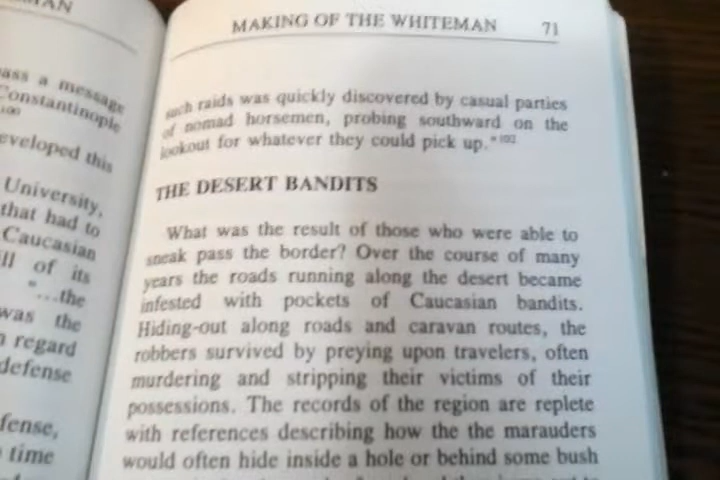 MAN
ass a message
Constantinople
100
eveloped this
University,
that had to
Caucasian
ll of its
"...the
was the
n regard
defense
fense,
time
MAKING OF THE WHITEMAN 71
such raids was quickly discovered by casual parties
of nomad horsemen, probing southward on the
lookout for whatever they could pick up."102
THE DESERT BANDITS
What was the result of those who were able to
sneak pass the border? Over the course of many
years the roads running along the desert became
infested with pockets of Caucasian bandits.
Hiding-out along roads and caravan routes, the
robbers survived by preying upon travelers, often
murdering and stripping their victims of their
possessions. The records of the region are replete
with references describing how the the marauders
would often hide inside a hole or behind some bush